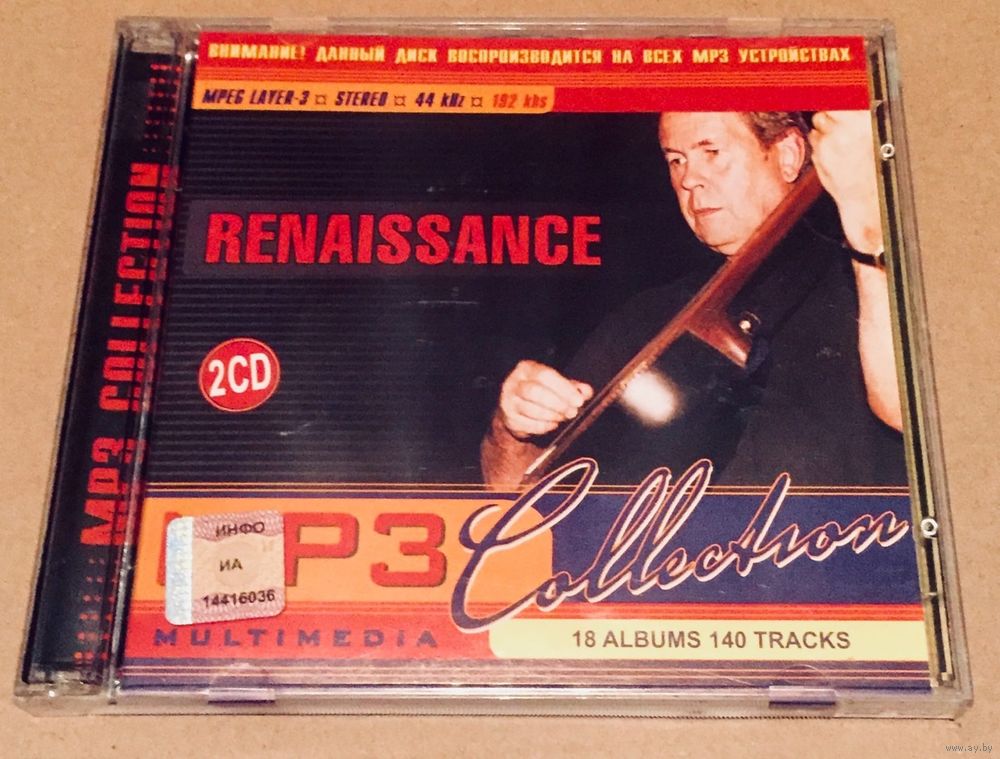 ВНИМАНИЕ! ДАННЫЙ ДИСК ВОСПРОИЗВОДИТСЯ НА ВСЕХ MP3 УСТРОЙСТВАХ
MPEG LAYER-3 ¤ STEREO ¤ 44 kHz ¤ 192 kbs
MP3 COLLECTION
RENAISSANCE
2CD
MP3 Collection
ИНФО
ИА
14416036
MULTIMEDIA
18 ALBUMS 140 TRACKS
www.ay.by